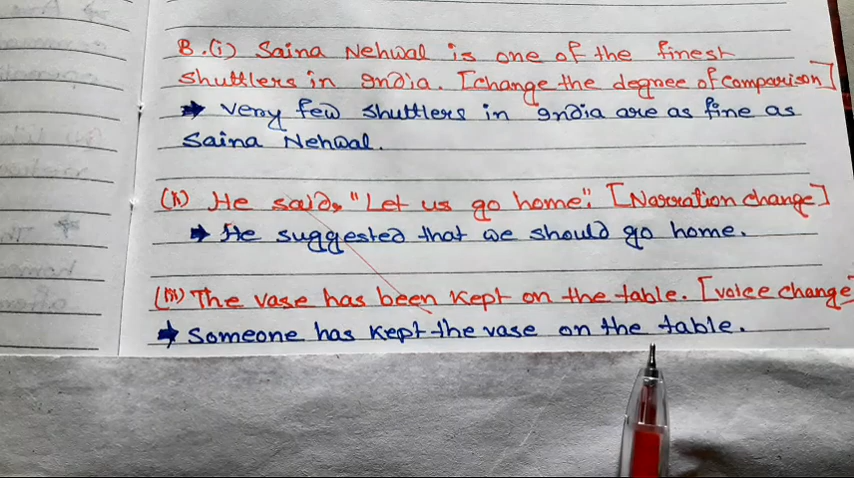 B.(i) Saina Nehwal is one of the finest
shuttlers in India. [change the degree of comparison]
→ very few shuttlers in India are as fine as
Saina Nehwal.
(ii) He said, "Let us go home". [Narration change]
→ He suggested that we should go home.
(iii) The vase has been kept on the table. [voice change
→ Someone has kept the vase on the table.